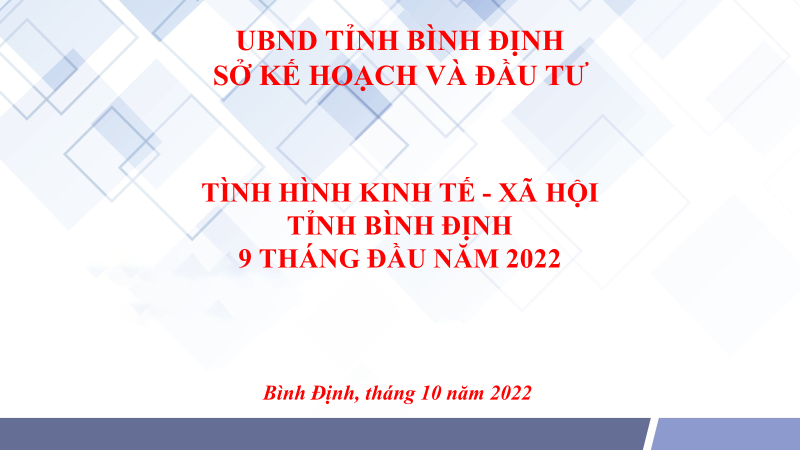 UBND TỈNH BÌNH ĐỊNH
SỞ KẾ HOẠCH VÀ ĐẦU TƯ
TÌNH HÌNH KINH TẾ - XÃ HỘI
TỈNH BÌNH ĐỊNH
9 THÁNG ĐẦU NĂM 2022
Bình Định, tháng 10 năm 2022